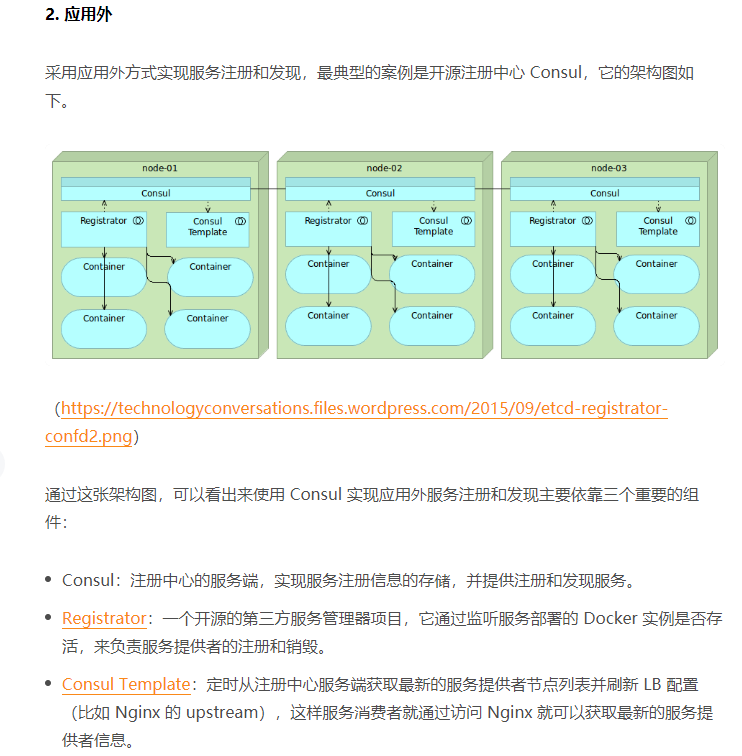 2. 应用外
采用应用外方式实现服务注册和发现，最典型的案例是开源注册中心 Consul，它的架构图如
下。
node-01
node-02
node-03
Consul
Consul
Consul
Registrator
Consul
Template
Registrator
Consul
Template
Registrator
Consul
Template
Container
Container
Container
Container
Container
Container
Container
Container
Container
Container
Container
Container
（https://technologyconversations.files.wordpress.com/2015/09/etcd-registrator-
confd2.png）
通过这张架构图，可以看出来使用 Consul 实现应用外服务注册和发现主要依靠三个重要的组
件：
Consul：注册中心的服务端，实现服务注册信息的存储，并提供注册和发现服务。
Registrator：一个开源的第三方服务管理器项目，它通过监听服务部署的 Docker 实例是否存
活，来负责服务提供者的注册和销毁。
Consul Template：定时从注册中心服务端获取最新的服务提供者节点列表并刷新 LB 配置
（比如 Nginx 的 upstream），这样服务消费者就通过访问 Nginx 就可以获取最新的服务提
供者信息。